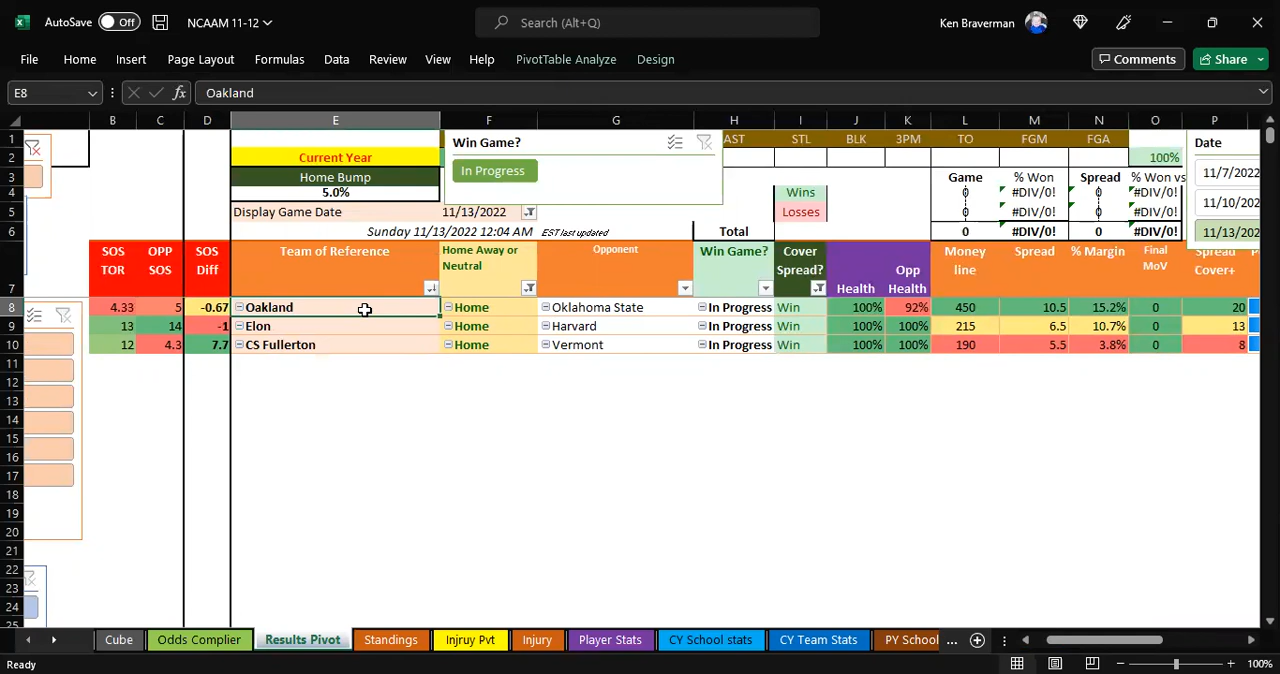 AutoSave Off NCAAM 11-12 Search (Alt+Q) Ken Braverman
File Home Insert Page Layout Formulas Data Review View Help PivotTable Analyze Design Comments Share
E8 fx Oakland
B C D E F G H I J K L M N O P
1 Win Game? AST STL BLK 3PM TO FGM FGA Date
2 Current Year In Progress 100% 11/7/2022
3 Home Bump Game % Won Spread % Won vs
4 5.0% Wins 0 #DIV/0! 0 #DIV/0! 11/10/2022
5 Display Game Date 11/13/2022 Losses 0 #DIV/0! 0 #DIV/0!
6 Sunday 11/13/2022 12:04 AM EST last updated Total 0 #DIV/0! 0 #DIV/0! 11/13/202
7 SOS TOR OPP SOS SOS Diff Team of Reference Home Away or Neutral Opponent Win Game? Cover Spread? Health Opp Health Money line Spread % Margin Final MoV Spread Cover+
8 4.33 5 -0.67 Oakland Home Oklahoma State In Progress Win 100% 92% 450 10.5 15.2% 0 20
9 13 14 -1 Elon Home Harvard In Progress Win 100% 100% 215 6.5 10.7% 0 13
10 12 4.3 7.7 CS Fullerton Home Vermont In Progress Win 100% 100% 190 5.5 3.8% 0 8
11
12
13
14
15
16
17
18
19
20
21
22
23
24
25
Cube Odds Complier Results Pivot Standings Injruy Pvt Injury Player Stats CY School stats CY Team Stats PY School ...
Ready 100%